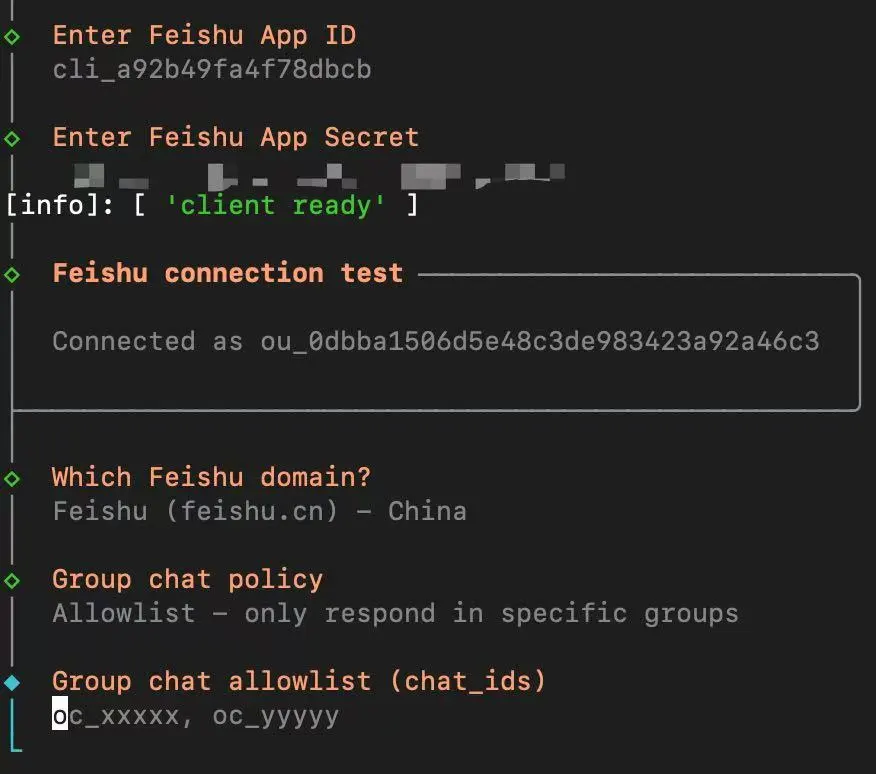 Enter Feishu App ID
cli_a92b49fa4f78dbcb
Enter Feishu App Secret
[info]: [ 'client ready' ]
Feishu connection test
Connected as ou_0dbba1506d5e48c3de983423a92a46c3
Which Feishu domain?
Feishu (feishu.cn) – China
Group chat policy
Allowlist – only respond in specific groups
Group chat allowlist (chat_ids)
oc_xxxxx, oc_yyyyy